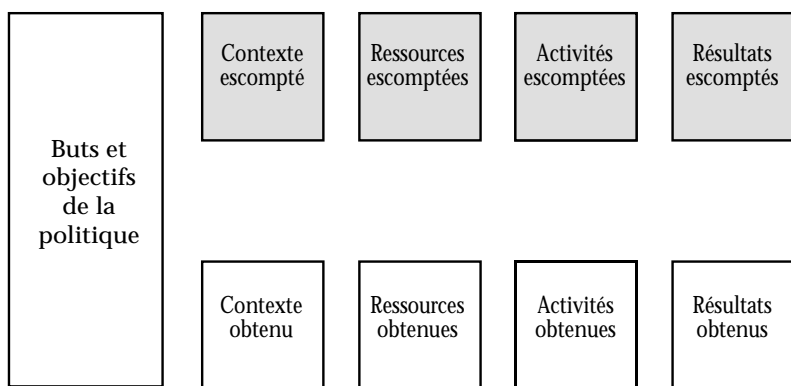 Buts et
objectifs
de la
politique
Contexte
escompté
Ressources
escomptées
Activités
escomptées
Résultats
escomptés
Contexte
obtenu
Ressources
obtenues
Activités
obtenues
Résultats
obtenus